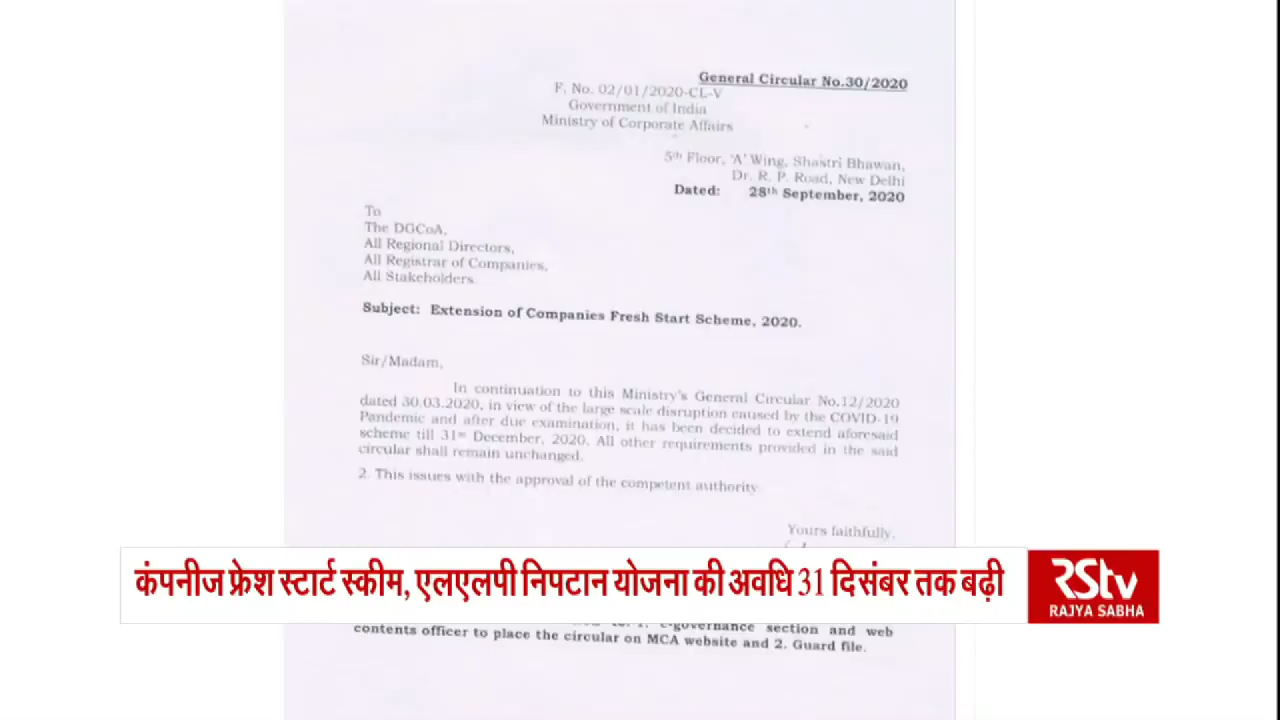 General Circular No.30/2020
F. No. 02/01/2020-CL-V
Government of India
Ministry of Corporate Affairs
5th Floor, 'A' Wing, Shastri Bhawan,
Dr. R. P. Road, New Delhi
Dated: 28th September, 2020
To
The DGCoA,
All Regional Directors,
All Registrar of Companies,
All Stakeholders.
Subject: Extension of Companies Fresh Start Scheme, 2020.
Sir/Madam,
In continuation to this Ministry's General Circular No.12/2020
dated 30.03.2020, in view of the large scale disruption caused by the COVID-19
Pandemic and after due examination, it has been decided to extend aforesaid
scheme till 31st December, 2020. All other requirements provided in the said
circular shall remain unchanged.
2. This issues with the approval of the competent authority
Yours faithfully,
कंपनीज फ्रेश स्टार्ट स्कीम, एलएलपी निपटान योजना की अवधि 31 दिसंबर तक बढ़ी
RStv
RAJYA SABHA
e-governance section and web
contents officer to place the circular on MCA website and 2. Guard file.